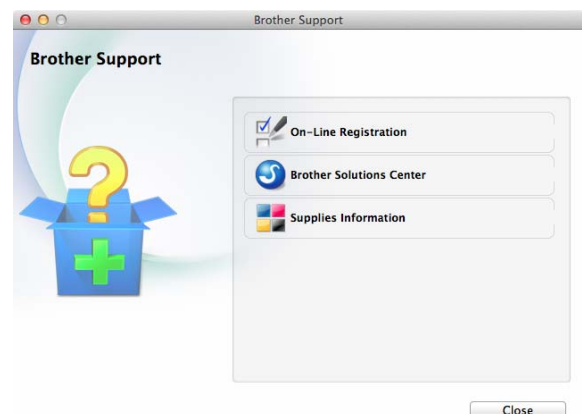 Brother Support
Brother Support
On-Line Registration
Brother Solutions Center
Supplies Information
Close